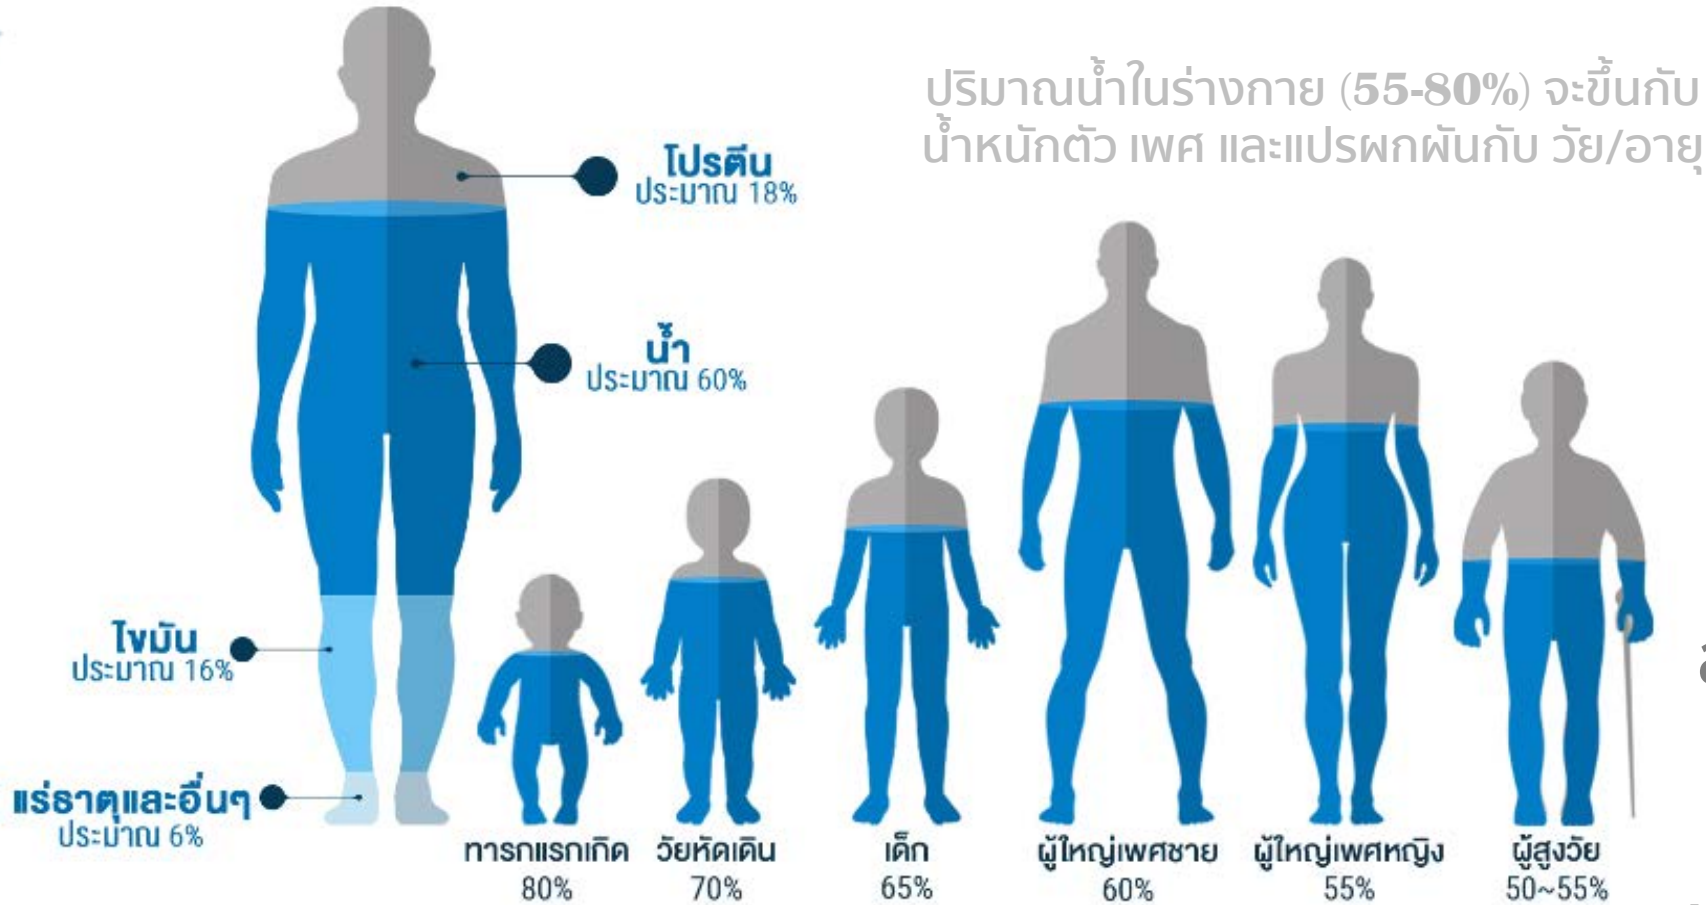 ปริมาณน้ำในร่างกาย (55-80%) จะขึ้นกับ
น้ำหนักตัว เพศ และแปรผกผันกับ วัย/อายุ
โปรตีน
ประมาณ 18%
น้ำ
ประมาณ 60%
ไขมัน
ประมาณ 16%
แร่ธาตุและอื่นๆ
ประมาณ 6%
ทารกแรกเกิด
80%
วัยหัดเดิน
70%
เด็ก
65%
ผู้ใหญ่เพศชาย
60%
ผู้ใหญ่เพศหญิง
55%
ผู้สูงวัย
50~55%